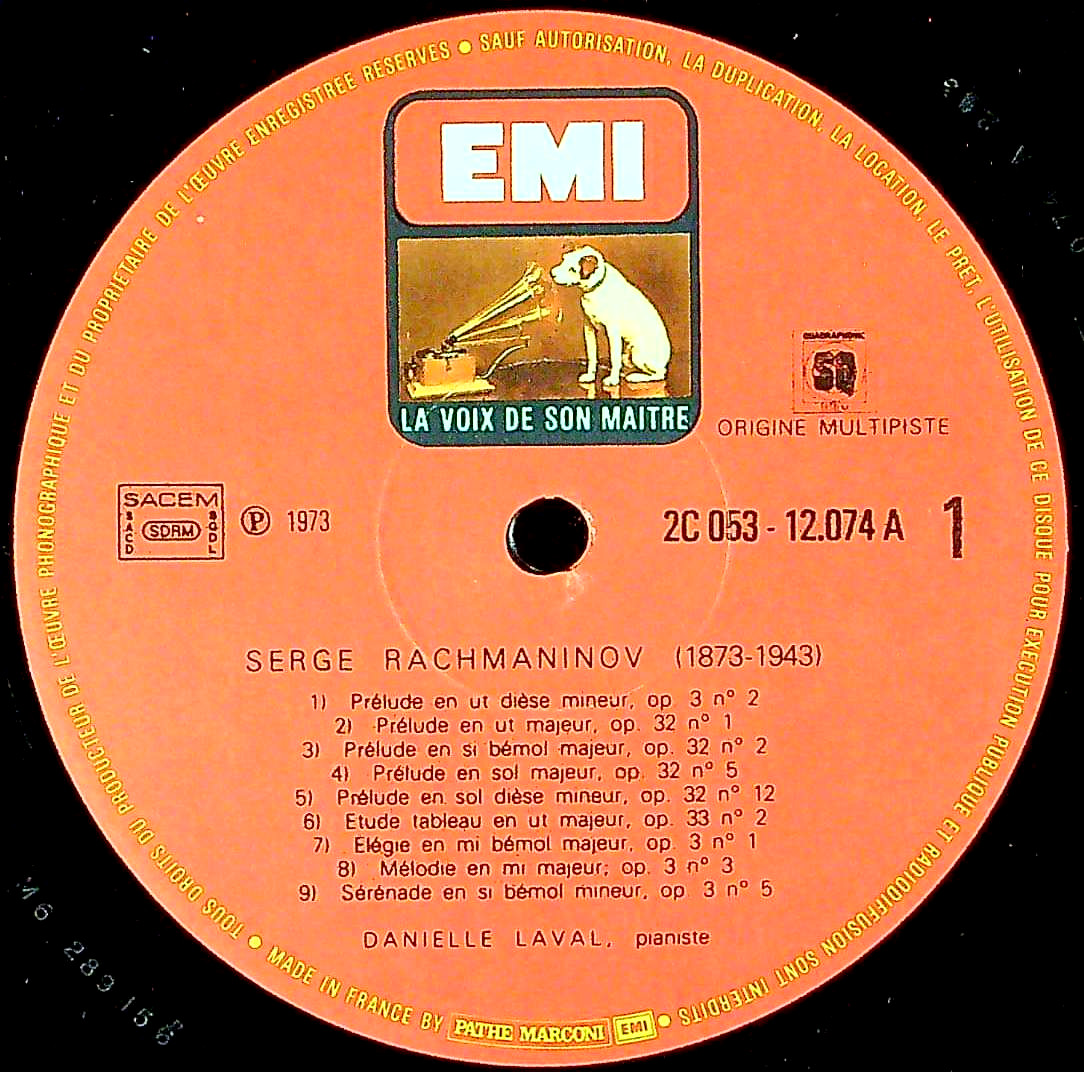 TOUS DROITS DU PRODUCTEUR DE L'ŒUVRE PHONOGRAPHIQUE ET DU PROPRIETAIRE DE L'ŒUVRE ENREGISTREE RESERVES • SAUF AUTORISATION, LA DUPLICATION, LA LOCATION, LE PRET, L'UTILISATION DE CE DISQUE POUR EXECUTION PUBLIQUE ET RADIODIFFUSION SONT INTERDITS
EMI
LA VOIX DE SON MAITRE
QUADRAPHONIC
SQ
ORIGINE MULTIPISTE
SACEM
SACD
SDRM
SGDL
Ⓟ 1973
2C 053 - 12.074 A 1
SERGE RACHMANINOV (1873-1943)
1) Prélude en ut dièse mineur, op. 3 n° 2
2) Prélude en ut majeur, op. 32 n° 1
3) Prélude en si bémol majeur, op. 32 n° 2
4) Prélude en sol majeur, op. 32 n° 5
5) Prélude en sol dièse mineur, op. 32 n° 12
6) Etude tableau en ut majeur, op. 33 n° 2
7) Elégie en mi bémol majeur, op. 3 n° 1
8) Mélodie en mi majeur; op. 3 n° 3
9) Sérénade en si bémol mineur, op. 3 n° 5
DANIELLE LAVAL, pianiste
• MADE IN FRANCE BY PATHE MARCONI EMI •
M6 289158